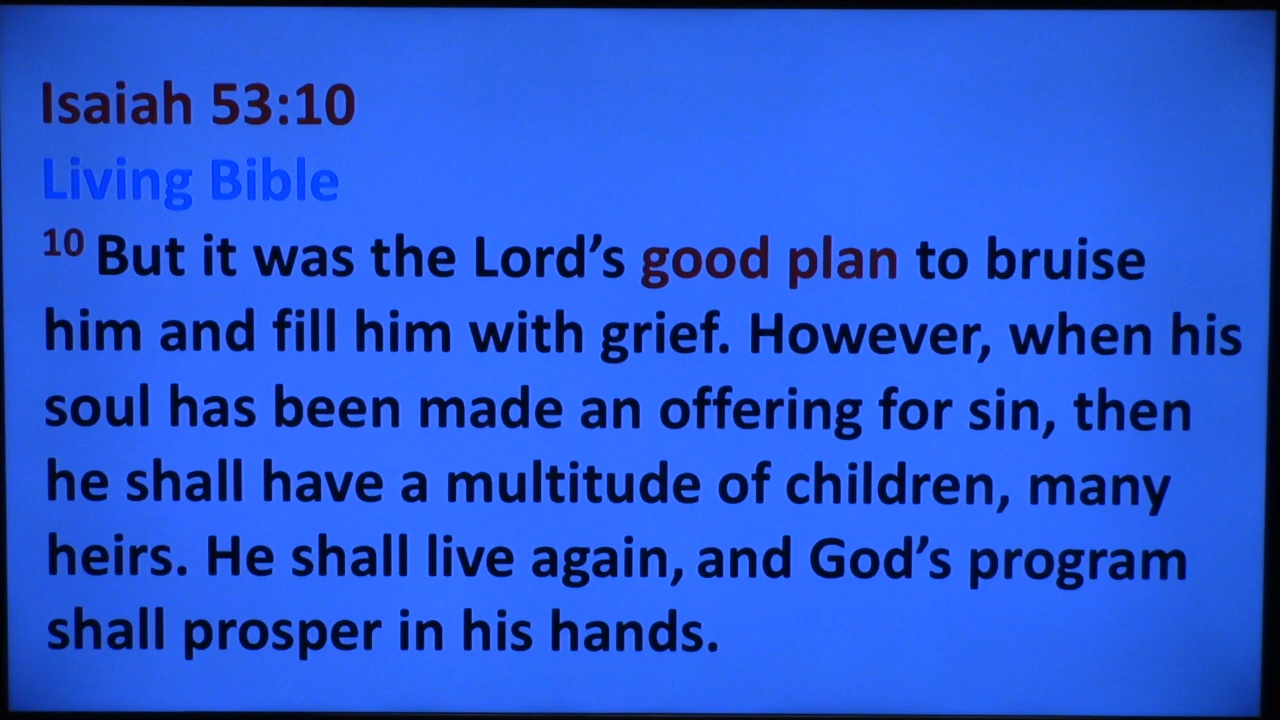 Isaiah 53:10
Living Bible
10 But it was the Lord’s good plan to bruise
him and fill him with grief. However, when his
soul has been made an offering for sin, then
he shall have a multitude of children, many
heirs. He shall live again, and God’s program
shall prosper in his hands.